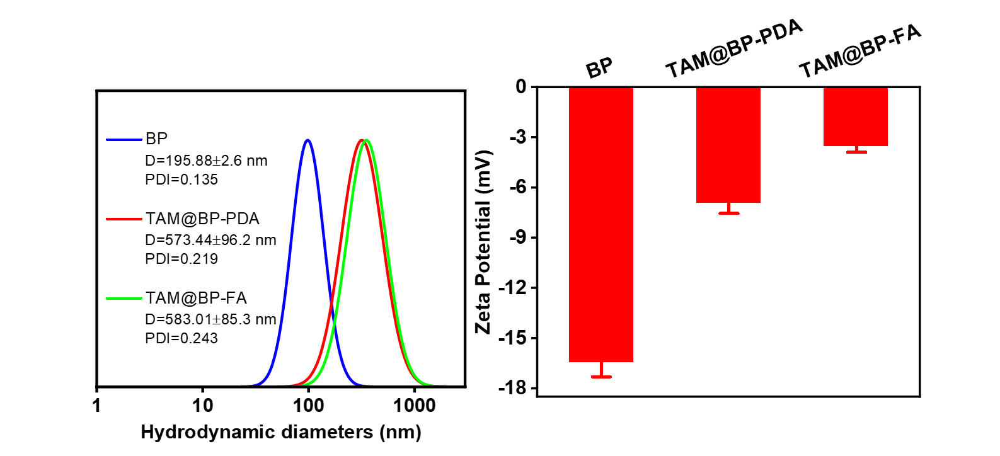 BP
D=195.88±2.6 nm
PDI=0.135
TAM@BP-PDA
D=573.44±96.2 nm
PDI=0.219
TAM@BP-FA
D=583.01±85.3 nm
PDI=0.243
1
10
100
1000
Hydrodynamic diameters (nm)
BP
TAM@BP-PDA
TAM@BP-FA
0
-3
-6
-9
-12
-15
-18
Zeta Potential (mV)